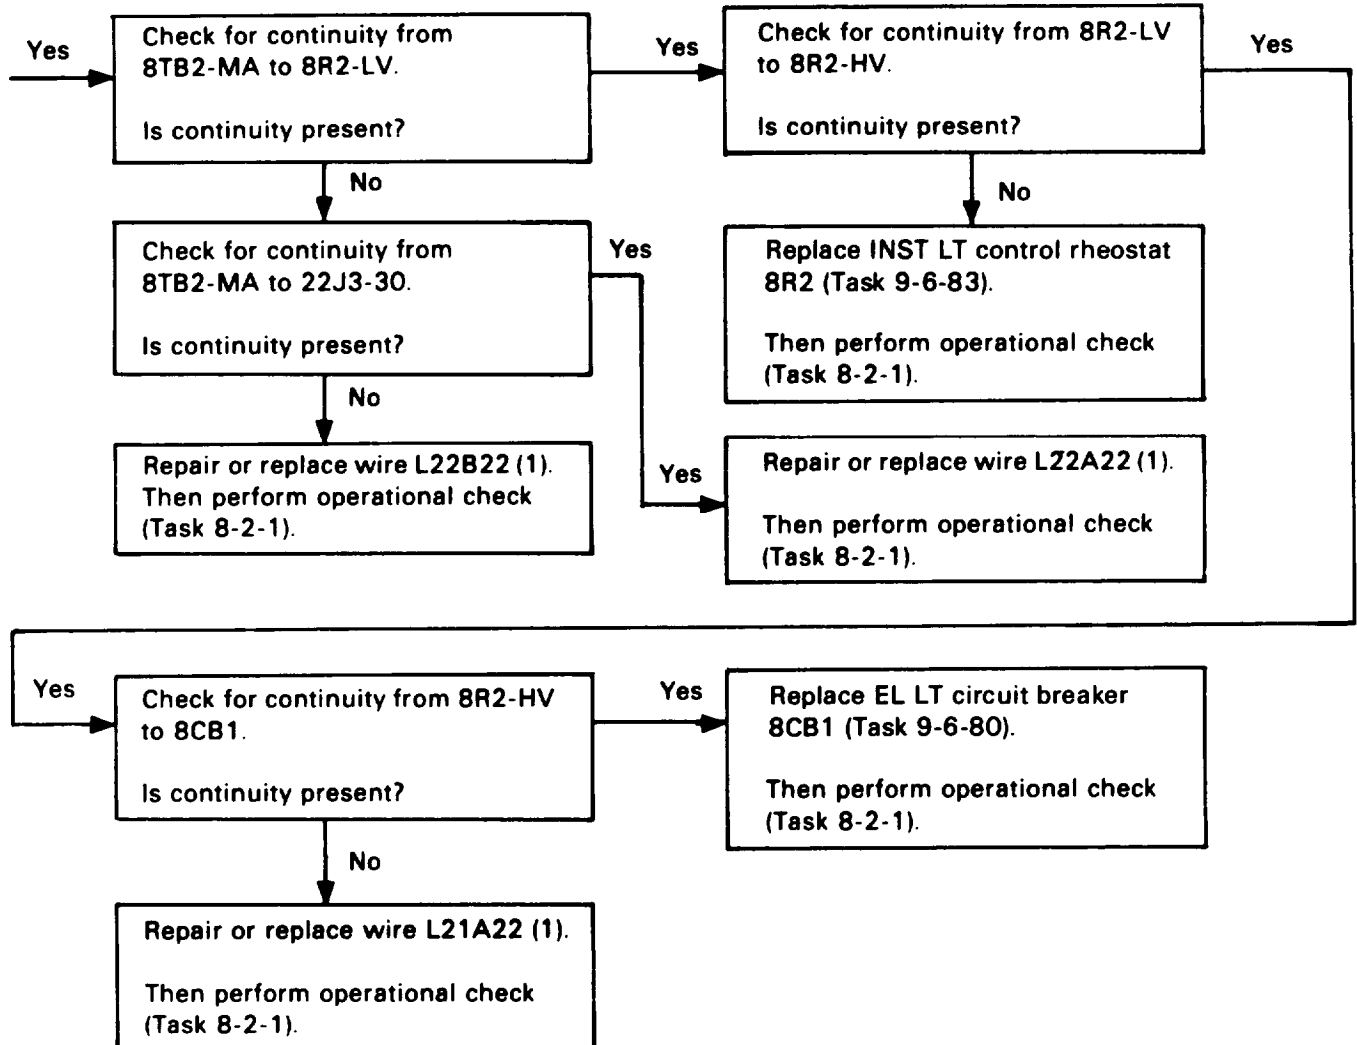 Yes
Check for continuity from
8TB2-MA to 8R2-LV.
Is continuity present?
Yes
Check for continuity from 8R2-LV
to 8R2-HV.
Is continuity present?
Yes
No
No
Check for continuity from
8TB2-MA to 22J3-30.
Is continuity present?
Yes
Replace INST LT control rheostat
8R2 (Task 9-6-83).
Then perform operational check
(Task 8-2-1).
No
Repair or replace wire L22B22 (1).
Then perform operational check
(Task 8-2-1).
Yes
Repair or replace wire L22A22 (1).
Then perform operational check
(Task 8-2-1).
Yes
Check for continuity from 8R2-HV
to 8CB1.
Is continuity present?
Yes
Replace EL LT circuit breaker
8CB1 (Task 9-6-80).
Then perform operational check
(Task 8-2-1).
No
Repair or replace wire L21A22 (1).
Then perform operational check
(Task 8-2-1).